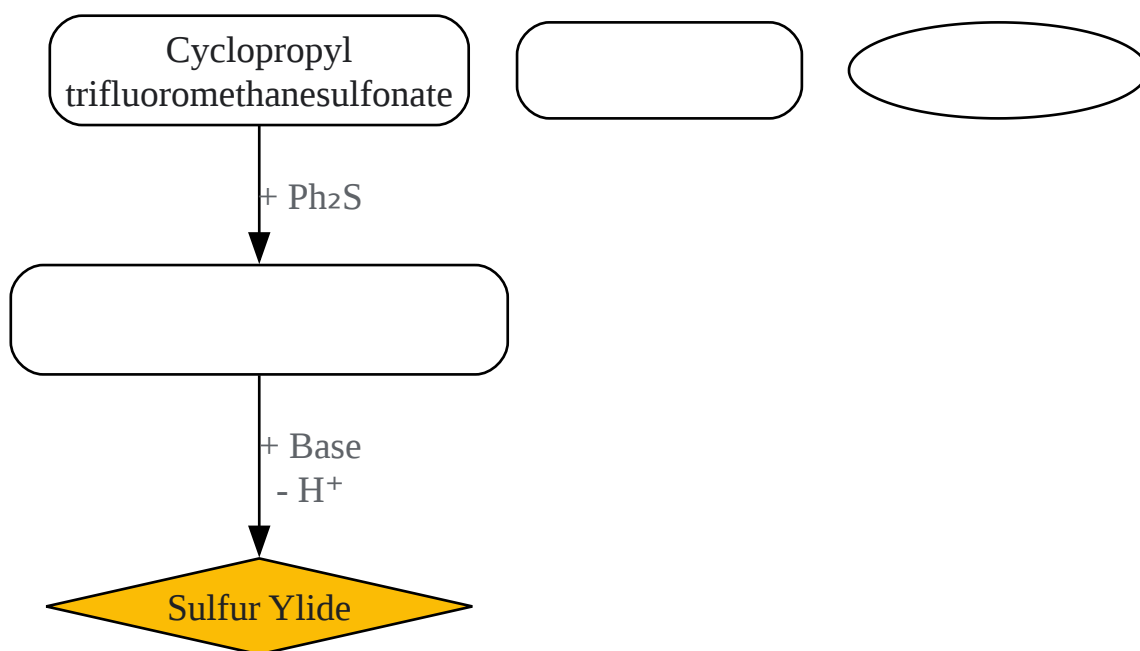 Cyclopropyl
trifluoromethanesulfonate
+ Ph₂S
+ Base
- H⁺
Sulfur Ylide